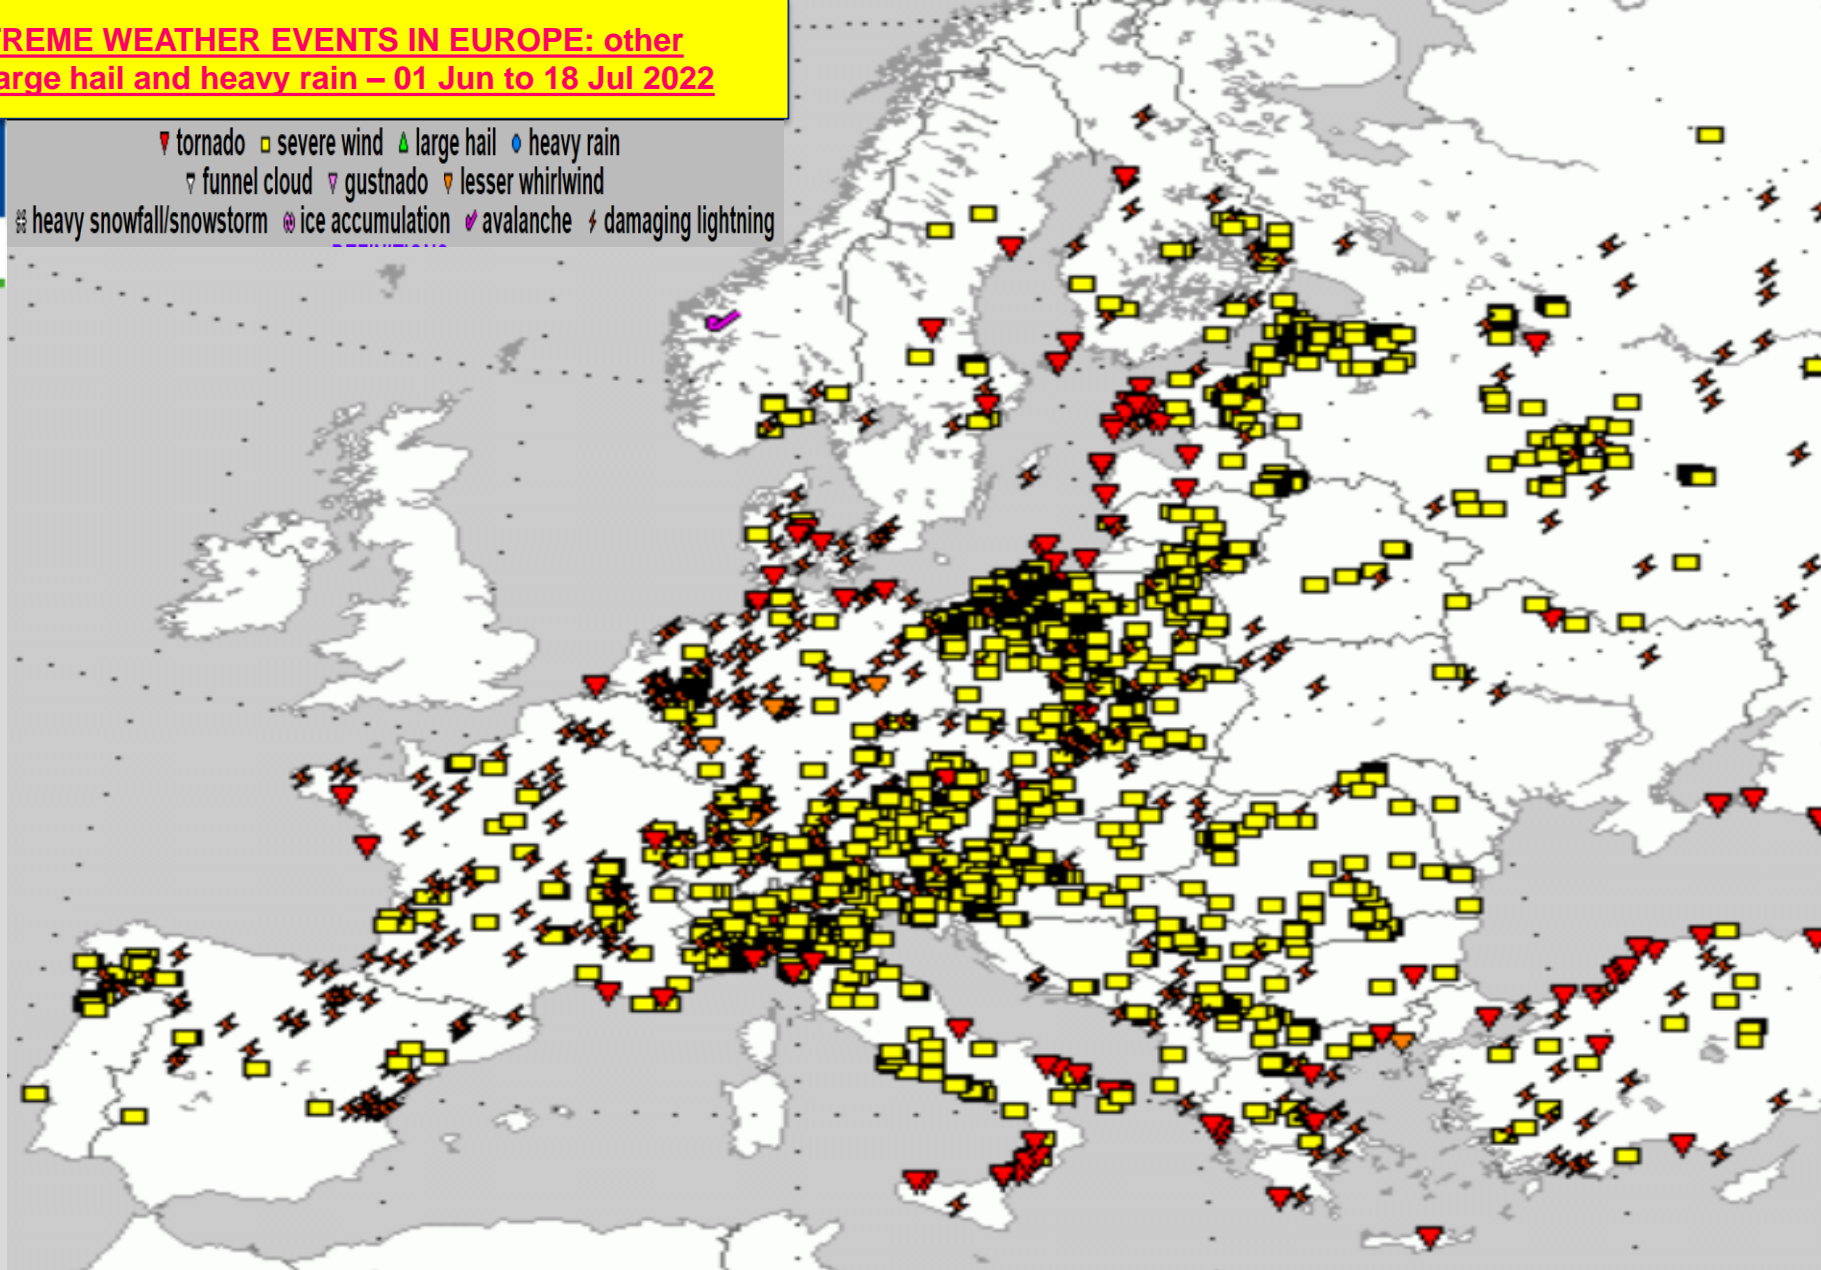 TREME WEATHER EVENTS IN EUROPE: other
arge hail and heavy rain – 01 Jun to 18 Jul 2022
tornado severe wind large hail heavy rain
funnel cloud gustnado lesser whirlwind
heavy snowfall/snowstorm ice accumulation avalanche damaging lightning